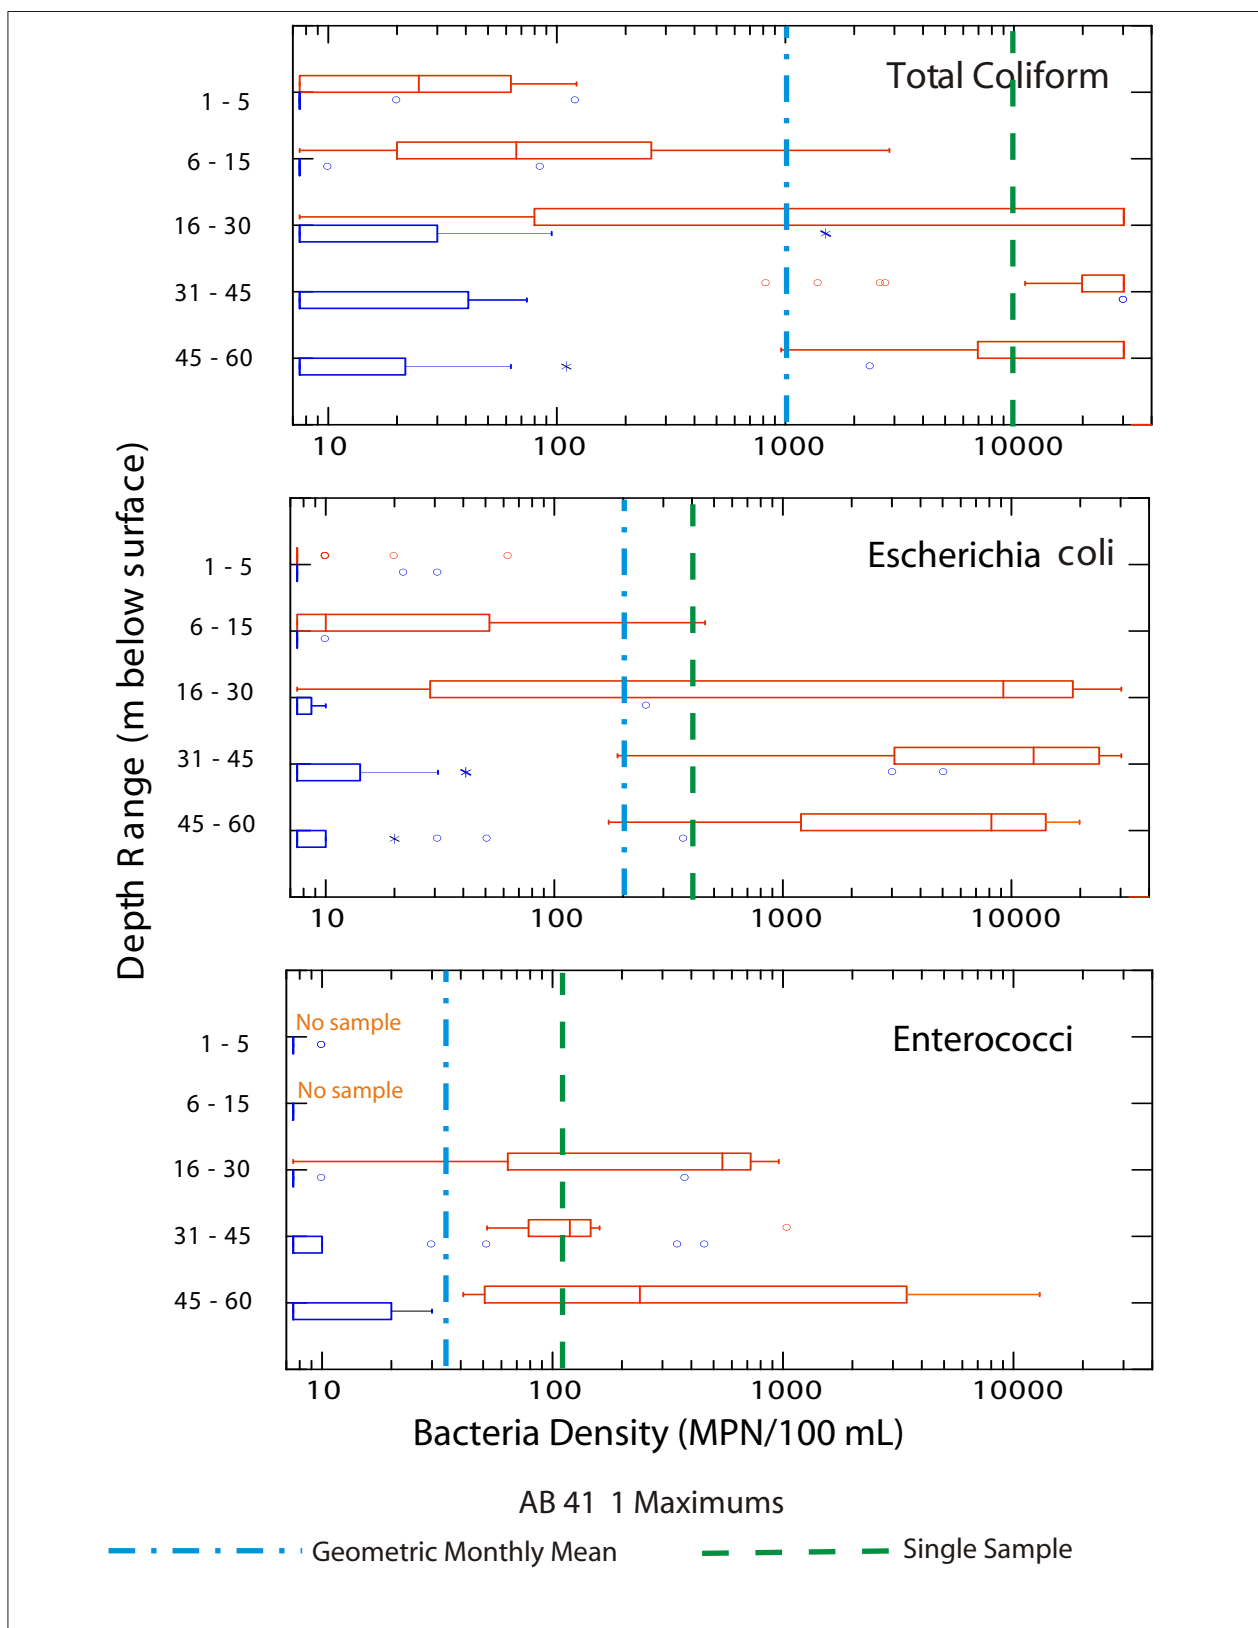 Total Coliform
1 - 5
6 - 15
16 - 30
31 - 45
45 - 60
10 100 1000 10000
Depth Range (m below surface)
Escherichia coli
1 - 5
6 - 15
16 - 30
31 - 45
45 - 60
10 100 1000 10000
No sample
Enterococci
1 - 5
No sample
6 - 15
16 - 30
31 - 45
45 - 60
10 100 1000 10000
Bacteria Density (MPN/100 mL)
AB 41 1 Maximums
Geometric Monthly Mean
Single Sample